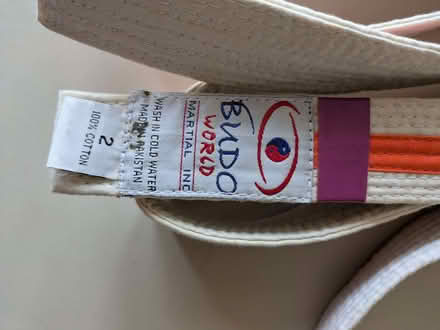 BUDO
WORLD
MARTIAL INC
WASH IN COLD WATER
MADE IN PAKISTAN
2
100% COTTON